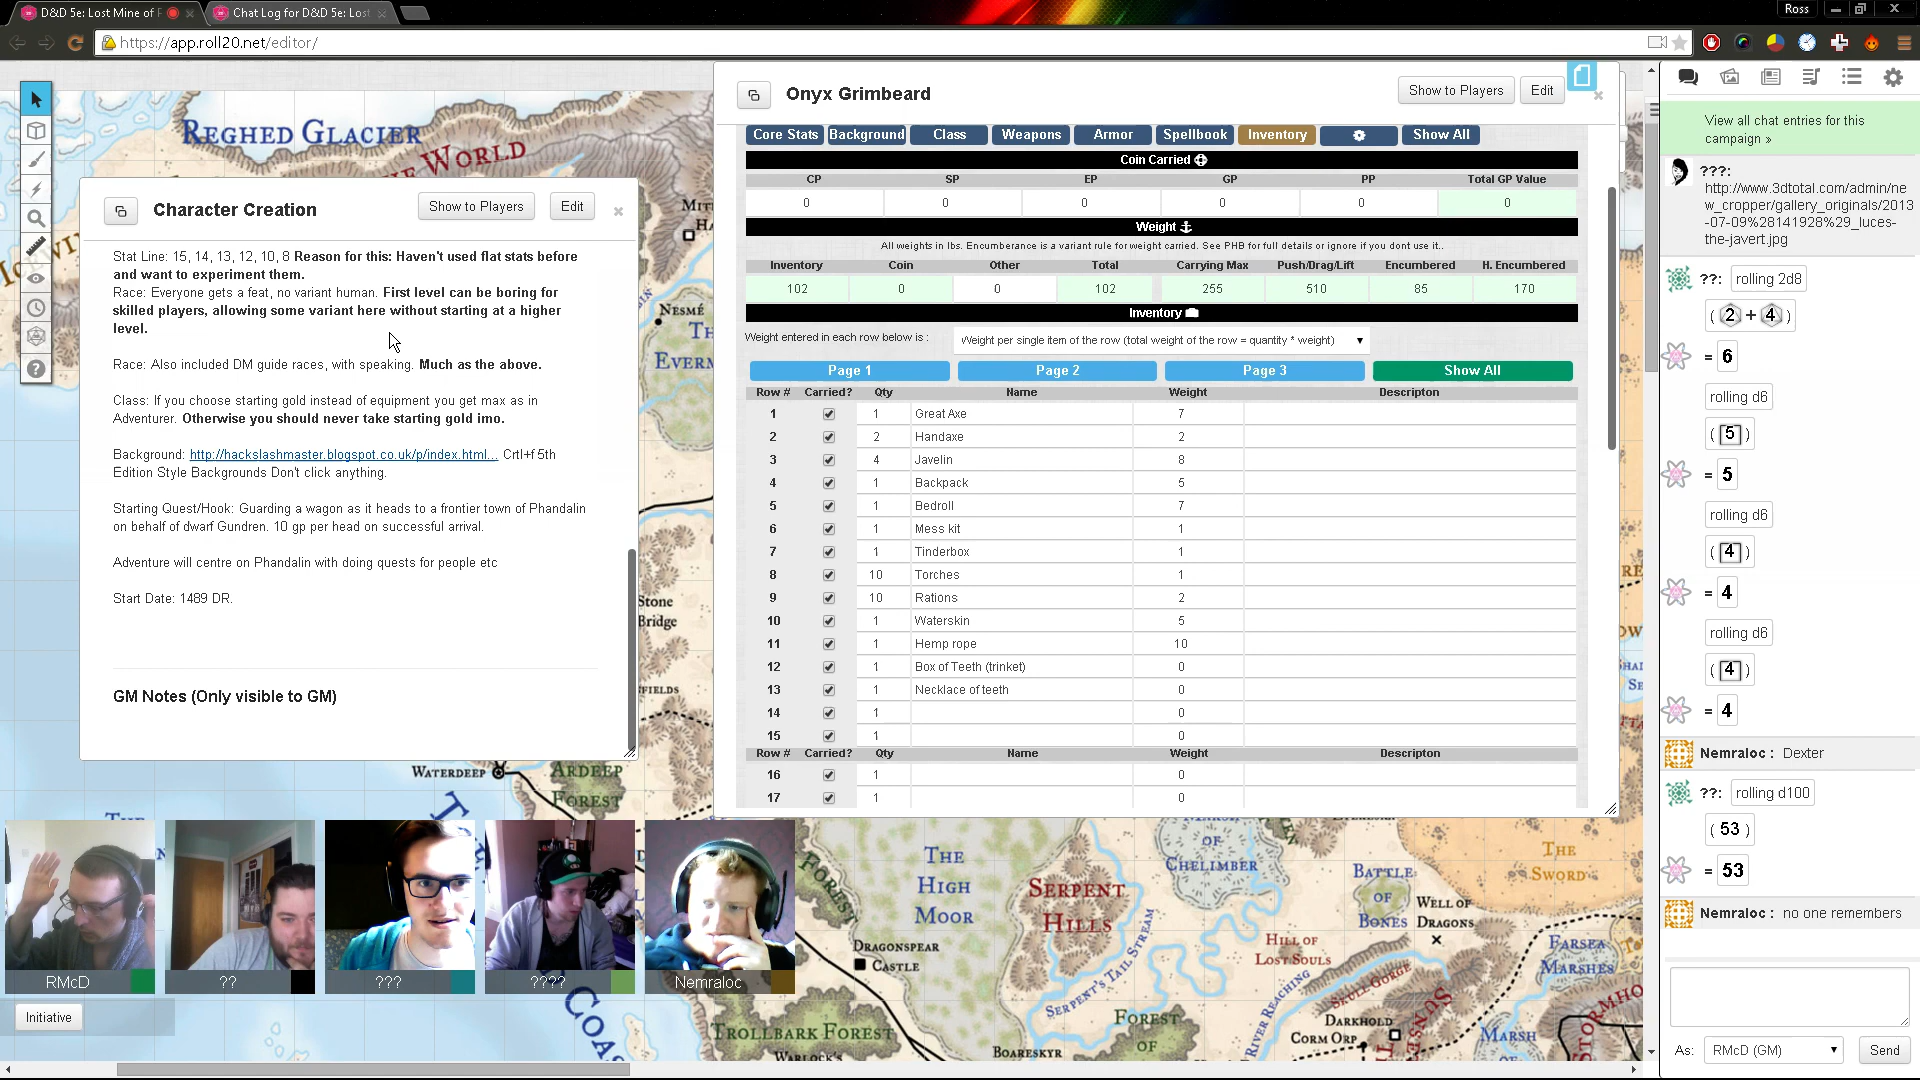 D&D 5e: Lost Mine of P
Chat Log for D&D 5e: Lost
Ross
https://app.roll20.net/editor/
REGHED GLACIER
THE WORLD
Character Creation
Show to Players
Edit
Stat Line: 15, 14, 13, 12, 10, 8 Reason for this: Haven't used flat stats before
and want to experiment them.
Race: Everyone gets a feat, no variant human. First level can be boring for
skilled players, allowing some variant here without starting at a higher
level.
Race: Also included DM guide races, with speaking. Much as the above.
Class: If you choose starting gold instead of equipment you get max as in
Adventurer. Otherwise you should never take starting gold imo.
Background: http://hackslashmaster.blogspot.co.uk/p/index.html... Crtl+f 5th
Edition Style Backgrounds Don't click anything.
Starting Quest/Hook: Guarding a wagon as it heads to a frontier town of Phandalin
on behalf of dwarf Gundren. 10 gp per head on successful arrival.
Adventure will centre on Phandalin with doing quests for people etc
Start Date: 1489 DR.
GM Notes (Only visible to GM)
NESMÉ
EVERM
STONE
BRIDGE
FIELDS
WATERDEEP
ARDEEP
FOREST
Onyx Grimbeard
Show to Players
Edit
Core Stats
Background
Class
Weapons
Armor
Spellbook
Inventory
Show All
Coin Carried
CP SP EP GP PP Total GP Value
0 0 0 0 0 0
Weight
All weights in lbs. Encumberance is a variant rule for weight carried. See PHB for full details or ignore if you dont use it..
Inventory Coin Other Total Carrying Max Push/Drag/Lift Encumbered H. Encumbered
102 0 0 102 255 510 85 170
Inventory
Weight entered in each row below is :
Weight per single item of the row (total weight of the row = quantity * weight)
Page 1
Page 2
Page 3
Show All
Row # Carried? Qty Name Weight Descripton
1 1 Great Axe 7
2 2 Handaxe 2
3 4 Javelin 8
4 1 Backpack 5
5 1 Bedroll 7
6 1 Mess kit 1
7 1 Tinderbox 1
8 10 Torches 1
9 10 Rations 2
10 1 Waterskin 5
11 1 Hemp rope 10
12 1 Box of Teeth (trinket) 0
13 1 Necklace of teeth 0
14 1 0
15 1 0
Row # Carried? Qty Name Weight Descripton
16 1 0
17 1 0
View all chat entries for this
campaign »
???:
http://www.3dtotal.com/admin/ne
w_cropper/gallery_originals/2013
-07-09%28141928%29_luces-
the-javert.jpg
??: rolling 2d8
(2+4)
= 6
rolling d6
(5)
= 5
rolling d6
(4)
= 4
rolling d6
(4)
= 4
Nemraloc : Dexter
??: rolling d100
(53)
= 53
Nemraloc : no one remembers
As: RMcD (GM)
Send
RMcD
??
???
????
Nemraloc
Initiative
THE
HIGH
MOOR
SERPENT
HILLS
OF
CHELIMBER
BATTLE
OF
BONES
WELL OF
DRAGONS
THE
SWORD
DRAGONSPEAR
CASTLE
HILL OF
LOST SOULS
FARSEA
MARSHES
SERPENT'S TAIL STREAM
SKULL GORGE
RIVER REACHING
TROLLBARK FOREST
WARLOCK'S
BOARESKYR
FOREST
OF
DARKHOLD
CORM ORP
MARSH
OF